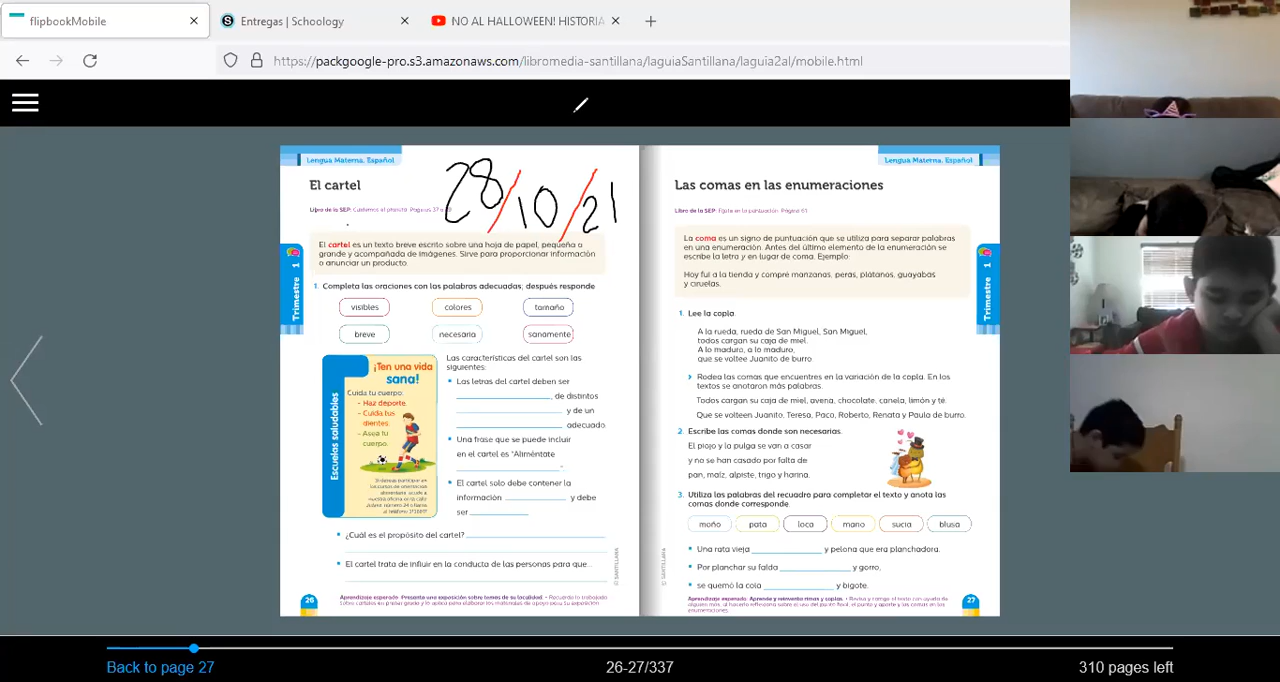 flipbookMobile
Entregas | Schoology
NO AL HALLOWEEN! HISTORIA
https://packgoogle-pro.s3.amazonaws.com/libromedia-santillana/laguiaSantillana/laguia2al/mobile.html
Lengua Materna. Español
28/10/21
El cartel
Trimestre 1
El cartel es un texto breve escrito sobre una hoja de papel, pequeña o
grande y acompañada de imágenes. Sirve para proporcionar información
o anunciar un producto.
1. Completa las oraciones con las palabras adecuadas, después responde
visibles
colores
tamaño
breve
necesaria
sanamente
Escuelas saludables
¡Ten una vida
sana!
Cuida tu cuerpo:
- Haz deporte.
- Cuida tus
dientes.
- Asea tu
cuerpo.
Las características del cartel son las
siguientes:
• Las letras del cartel deben ser
, de distintos
y de un
adecuado
• Una frase que se puede incluir
en el cartel es "Aliméntate
".
• El cartel solo debe contener la
información y debe
ser
• ¿Cuál es el propósito del cartel?
• El cartel trata de influir en la conducta de las personas para que...
© SANTILLANA
26
Lengua Materna. Español
Las comas en las enumeraciones
Trimestre 1
La coma es un signo de puntuación que se utiliza para separar palabras
en una enumeración. Antes del último elemento de la enumeración se
escribe la letra y en lugar de coma. Ejemplo:
Hoy fui a la tienda y compré manzanas, peras, plátanos, guayabas
y ciruelas.
1. Lee la copla.
A la rueda, rueda de San Miguel, San Miguel,
todos cargan su caja de miel.
A lo maduro, a lo maduro,
que se voltee Juanito de burro
Rodea las comas que encuentres en la variación de la copla. En los
textos se anotaron más palabras.
Todos cargan su caja de miel, avena, chocolate, canela, limón y té.
Que se volteen Juanito, Teresa, Paco, Roberto, Renata y Paula de burro.
2. Escribe las comas donde son necesarias.
El piojo y la pulga se van a casar
y no se han casado por falta de
pan, maíz, alpiste, trigo y harina.
3. Utiliza las palabras del recuadro para completar el texto y anota las
comas donde corresponde.
moño
pata
loca
mano
sucia
blusa
• Una rata vieja y pelona que era planchadora.
• Por planchar su falda y gorro,
• se quemó la cola y bigote.
© SANTILLANA
27
Back to page 27
26-27/337
310 pages left